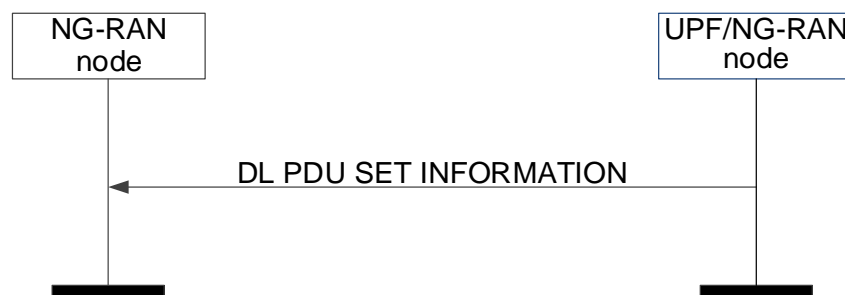 NG-RAN
node
UPF/NG-RAN
node
DL PDU SET INFORMATION